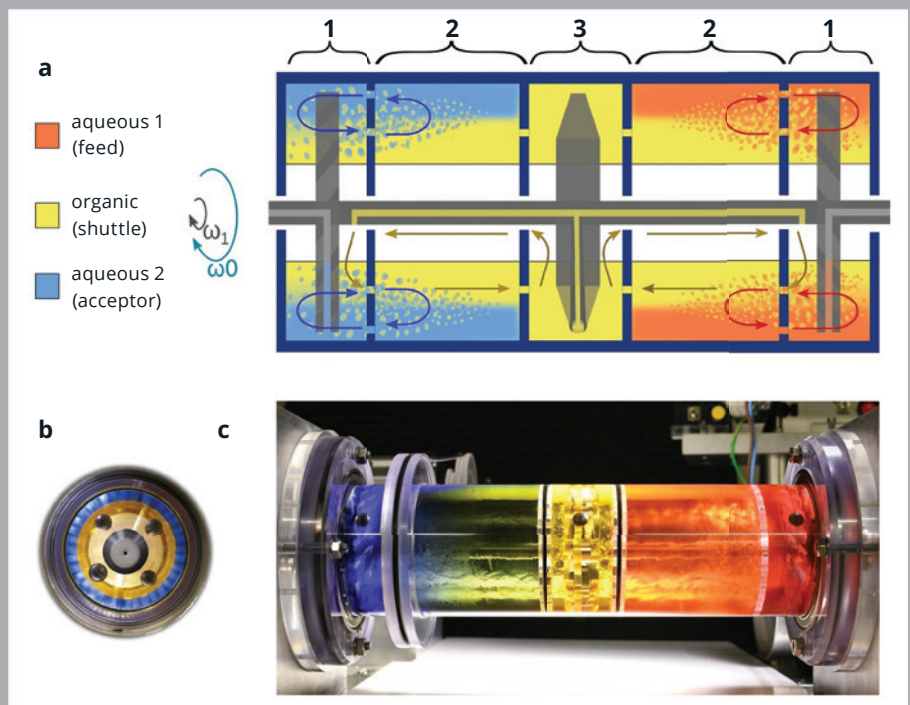 1 2 3 2 1
a
aqueous 1
(feed)
organic
(shuttle)
aqueous 2
(acceptor)
ω1
ω0
b
c